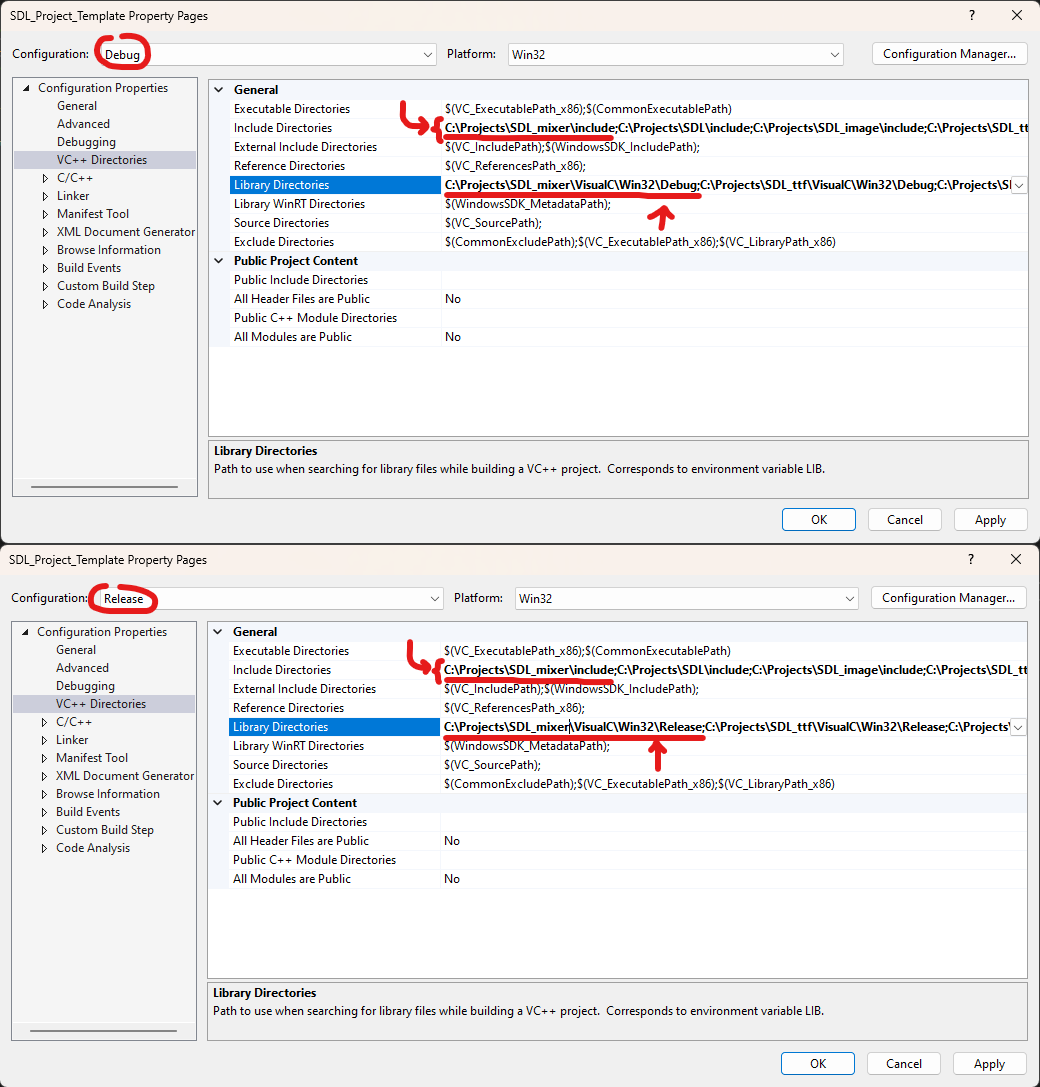 SDL_Project_Template Property Pages ? ×
Configuration: Debug Platform: Win32 Configuration Manager...
Configuration Properties
General
Advanced
Debugging
VC++ Directories
C/C++
Linker
Manifest Tool
XML Document Generator
Browse Information
Build Events
Custom Build Step
Code Analysis
General
Executable Directories $(VC_ExecutablePath_x86);$(CommonExecutablePath)
Include Directories C:\Projects\SDL_mixer\include;C:\Projects\SDL\include;C:\Projects\SDL_image\include;C:\Projects\SDL_tt
External Include Directories $(VC_IncludePath);$(WindowsSDK_IncludePath);
Reference Directories $(VC_ReferencesPath_x86);
Library Directories C:\Projects\SDL_mixer\VisualC\Win32\Debug;C:\Projects\SDL_ttf\VisualC\Win32\Debug;C:\Projects\SD
Library WinRT Directories $(WindowsSDK_MetadataPath);
Source Directories $(VC_SourcePath);
Exclude Directories $(CommonExcludePath);$(VC_ExecutablePath_x86);$(VC_LibraryPath_x86)
Public Project Content
Public Include Directories
All Header Files are Public No
Public C++ Module Directories
All Modules are Public No
Library Directories
Path to use when searching for library files while building a VC++ project. Corresponds to environment variable LIB.
OK Cancel Apply
SDL_Project_Template Property Pages ? ×
Configuration: Release Platform: Win32 Configuration Manager...
Configuration Properties
General
Advanced
Debugging
VC++ Directories
C/C++
Linker
Manifest Tool
XML Document Generator
Browse Information
Build Events
Custom Build Step
Code Analysis
General
Executable Directories $(VC_ExecutablePath_x86);$(CommonExecutablePath)
Include Directories C:\Projects\SDL_mixer\include;C:\Projects\SDL\include;C:\Projects\SDL_image\include;C:\Projects\SDL_tt
External Include Directories $(VC_IncludePath);$(WindowsSDK_IncludePath);
Reference Directories $(VC_ReferencesPath_x86);
Library Directories C:\Projects\SDL_mixer\VisualC\Win32\Release;C:\Projects\SDL_ttf\VisualC\Win32\Release;C:\Projects\
Library WinRT Directories $(WindowsSDK_MetadataPath);
Source Directories $(VC_SourcePath);
Exclude Directories $(CommonExcludePath);$(VC_ExecutablePath_x86);$(VC_LibraryPath_x86)
Public Project Content
Public Include Directories
All Header Files are Public No
Public C++ Module Directories
All Modules are Public No
Library Directories
Path to use when searching for library files while building a VC++ project. Corresponds to environment variable LIB.
OK Cancel Apply